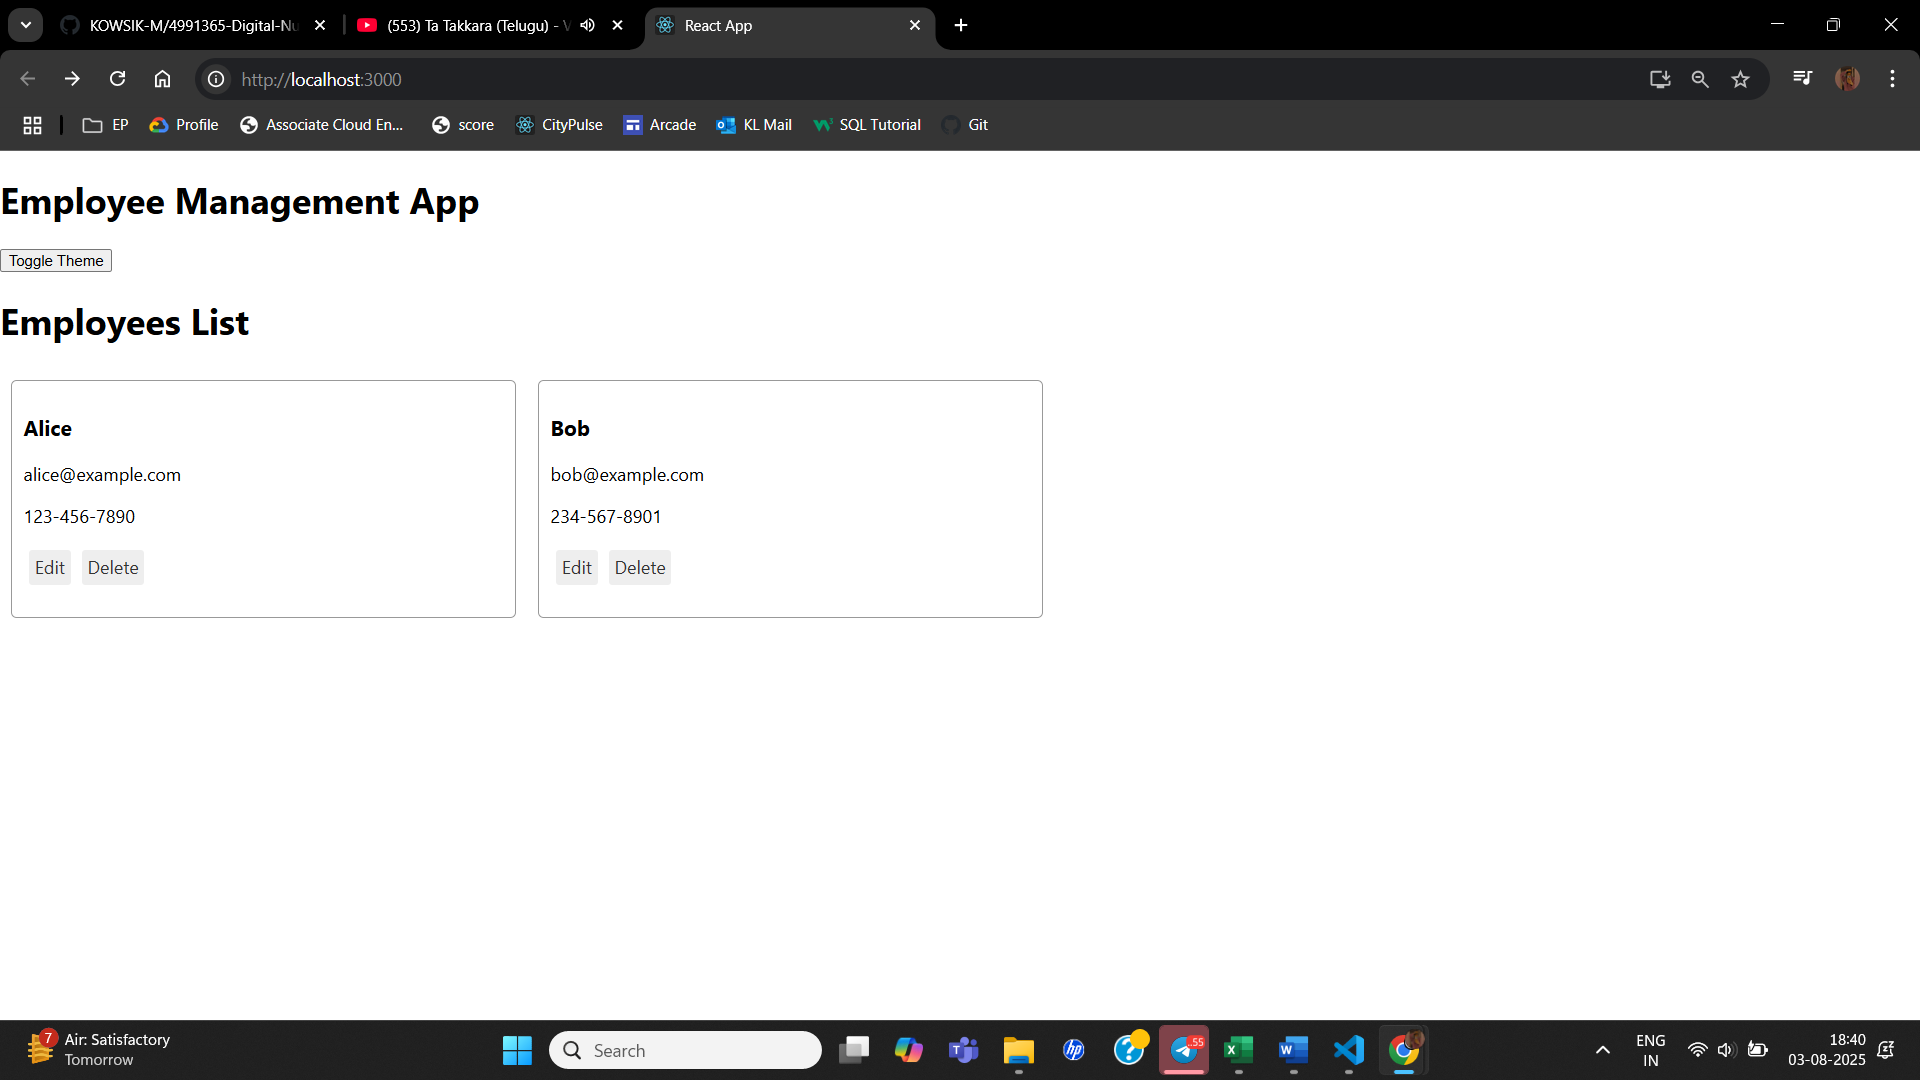 KOWSIK-M/4991365-Digital-Nu
(553) Ta Takkara (Telugu) - V
React App
http://localhost:3000
EP
Profile
Associate Cloud En...
score
CityPulse
Arcade
KL Mail
SQL Tutorial
Git
Employee Management App
Toggle Theme
Employees List
Alice
alice@example.com
123-456-7890
Edit Delete
Bob
bob@example.com
234-567-8901
Edit Delete
7
Air: Satisfactory
Tomorrow
Search
hp
.55
ENG
IN
18:40
03-08-2025